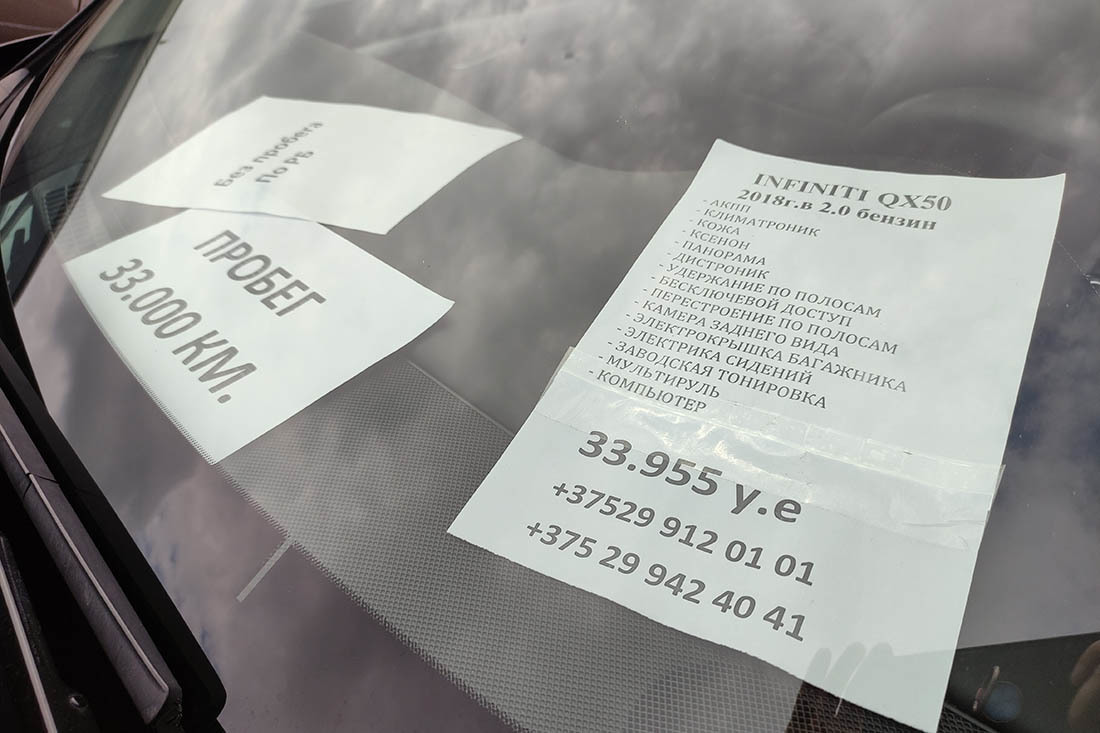 Без пробега
По РБ
ПРОБЕГ
33.000 КМ.
INFINITI QX50
2018г.в 2.0 бензин
- АКПП
- КЛИМАТРОНИК
- КОЖА
- КСЕНОН
- ПАНОРАМА
- ДИСТРОНИК
- УДЕРЖАНИЕ ПО ПОЛОСАМ
- БЕСКЛЮЧЕВОЙ ДОСТУП
- ПЕРЕСТРОЕНИЕ ПО ПОЛОСАМ
- КАМЕРА ЗАДНЕГО ВИДА
- ЭЛЕКТРОКРЫШКА БАГАЖНИКА
- ЭЛЕКТРИКА СИДЕНИЙ
- ЗАВОДСКАЯ ТОНИРОВКА
- МУЛЬТИРУЛЬ
- КОМПЬЮТЕР
33.955 у.е
+37529 912 01 01
+375 29 942 40 41